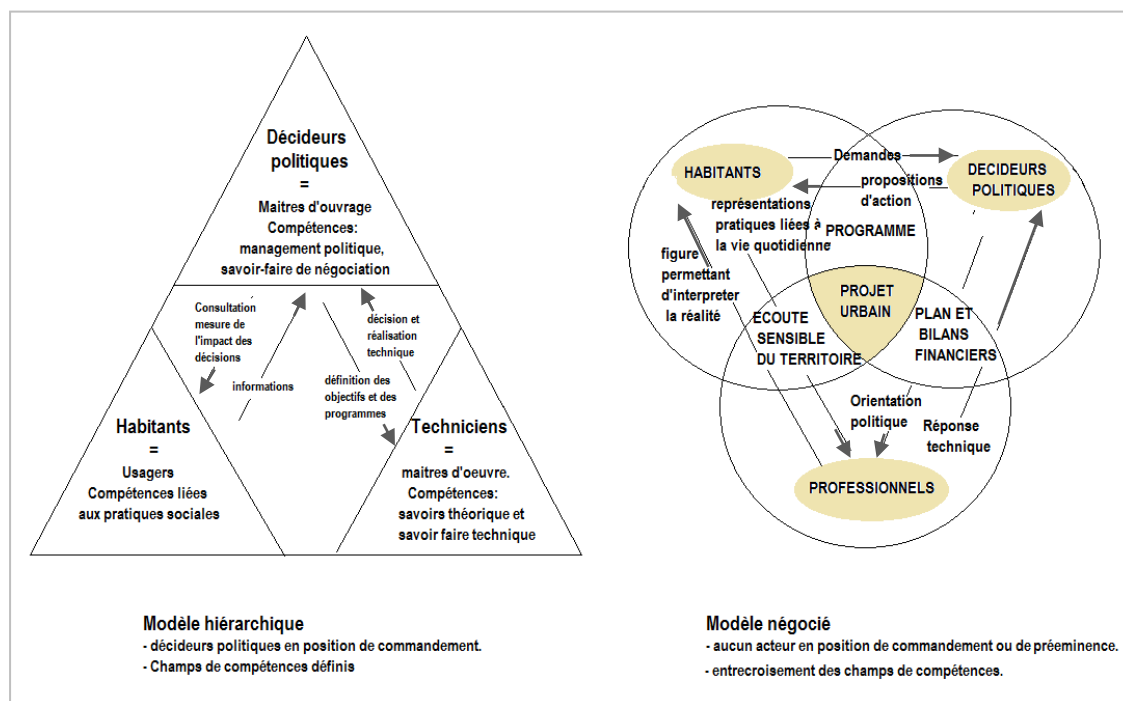 Décideurs
politiques
=
Maitres d'ouvrage
Compétences:
management politique,
savoir-faire de négociation
Consultation
mesure de
l'impact des
décisions
informations
décision et
réalisation
technique
définition des
objectifs et des
programmes
Habitants
=
Usagers
Compétences liées
aux pratiques sociales
Techniciens
=
maitres d'oeuvre.
Compétences:
savoirs théorique et
savoir faire technique
Modèle hiérarchique
- décideurs politiques en position de commandement.
- Champs de compétences définis
HABITANTS
Demandes
propositions
d'action
DECIDEURS
POLITIQUES
représentations
pratiques liées à
la vie quotidienne
PROGRAMME
figure
permettant
d'interpreter
la réalité
PROJET
URBAIN
ECOUTE
SENSIBLE
DU TERRITOIRE
PLAN ET
BILANS
FINANCIERS
Orientation
politique
Réponse
technique
PROFESSIONNELS
Modèle négocié
- aucun acteur en position de commandement ou de préeminence.
- entrecroisement des champs de compétences.